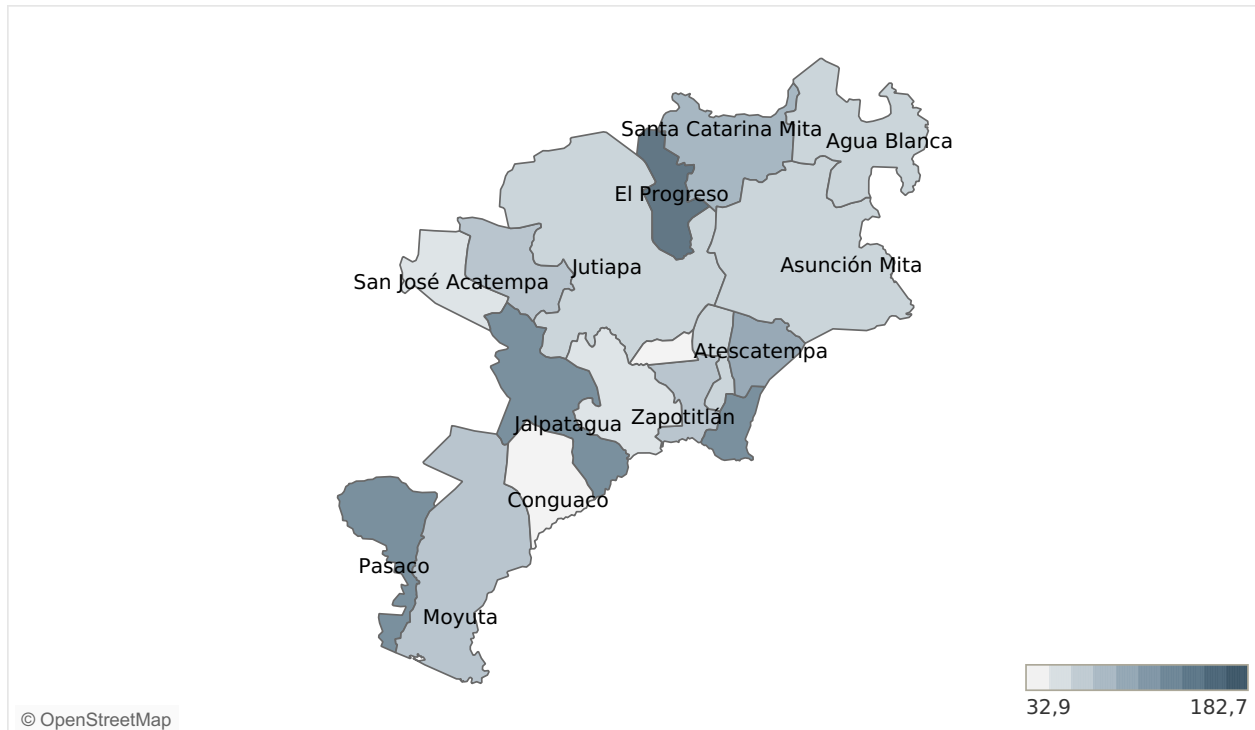 Santa Catarina Mita
Agua Blanca
El Progreso
Asunción Mita
Jutiapa
San José Acatempa
Atescatempa
Zapotitlán
Jalpatagua
Conguaco
Pasaco
Moyuta
32,9
182,7
© OpenStreetMap